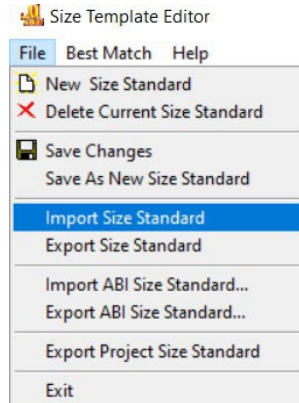 Size Template Editor
File Best Match Help
New Size Standard
Delete Current Size Standard
Save Changes
Save As New Size Standard
Import Size Standard
Export Size Standard
Import ABI Size Standard...
Export ABI Size Standard...
Export Project Size Standard
Exit